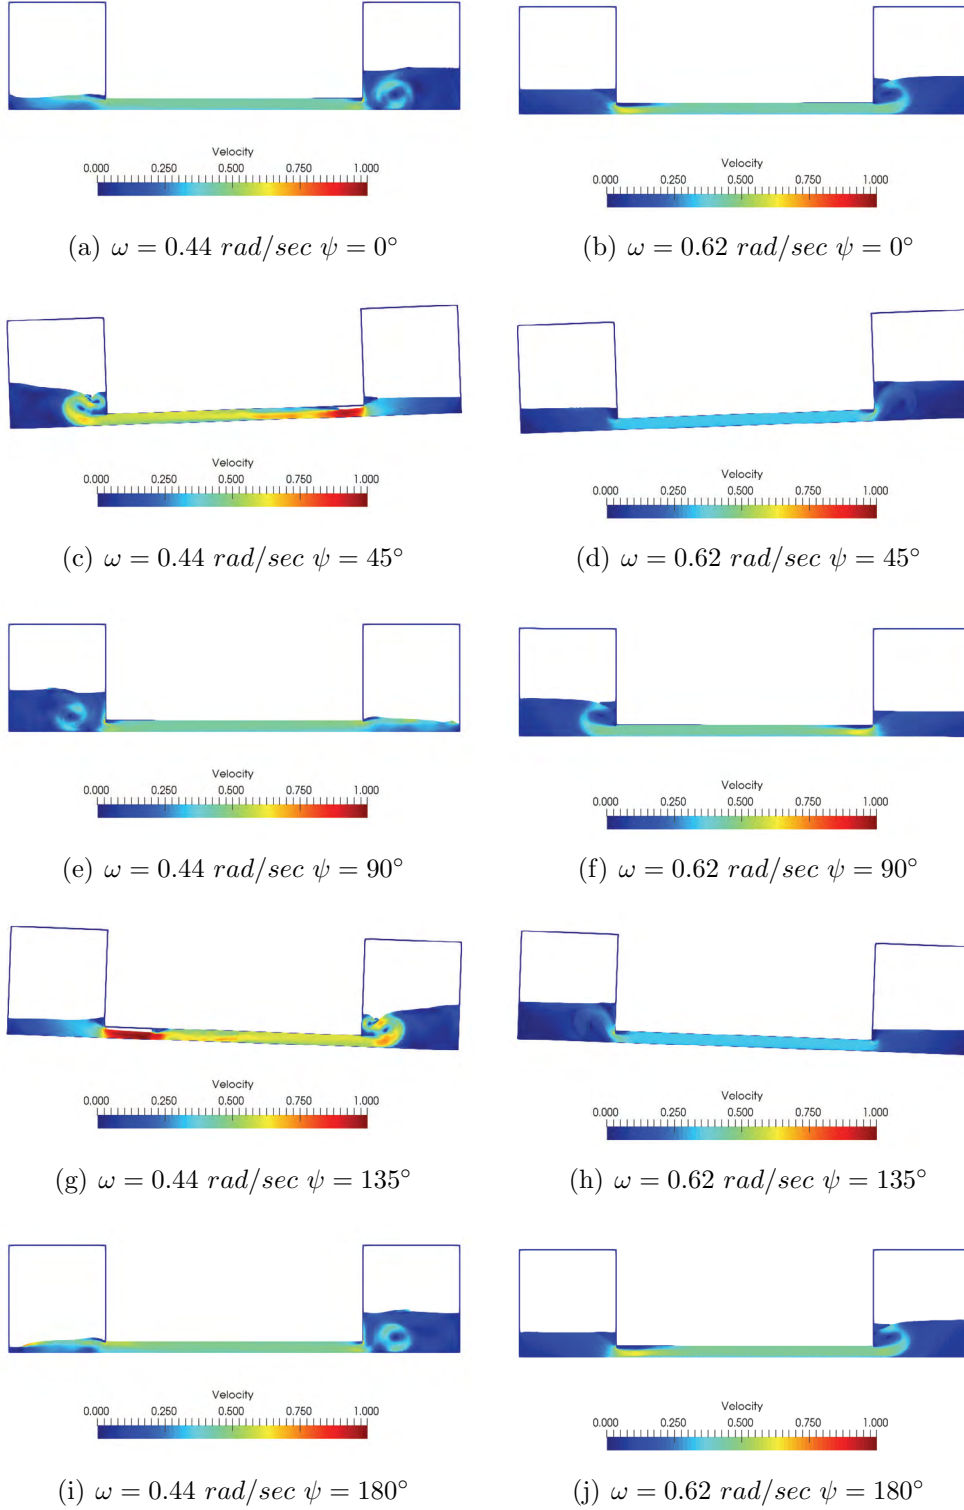 Velocity
0.000 0.250 0.500 0.750 1.000
Velocity
0.000 0.250 0.500 0.750 1.000
(a) ω = 0.44 rad/sec ψ = 0°
(b) ω = 0.62 rad/sec ψ = 0°
Velocity
0.000 0.250 0.500 0.750 1.000
Velocity
0.000 0.250 0.500 0.750 1.000
(c) ω = 0.44 rad/sec ψ = 45°
(d) ω = 0.62 rad/sec ψ = 45°
Velocity
0.000 0.250 0.500 0.750 1.000
Velocity
0.000 0.250 0.500 0.750 1.000
(e) ω = 0.44 rad/sec ψ = 90°
(f) ω = 0.62 rad/sec ψ = 90°
Velocity
0.000 0.250 0.500 0.750 1.000
Velocity
0.000 0.250 0.500 0.750 1.000
(g) ω = 0.44 rad/sec ψ = 135°
(h) ω = 0.62 rad/sec ψ = 135°
Velocity
0.000 0.250 0.500 0.750 1.000
Velocity
0.000 0.250 0.500 0.750 1.000
(i) ω = 0.44 rad/sec ψ = 180°
(j) ω = 0.62 rad/sec ψ = 180°